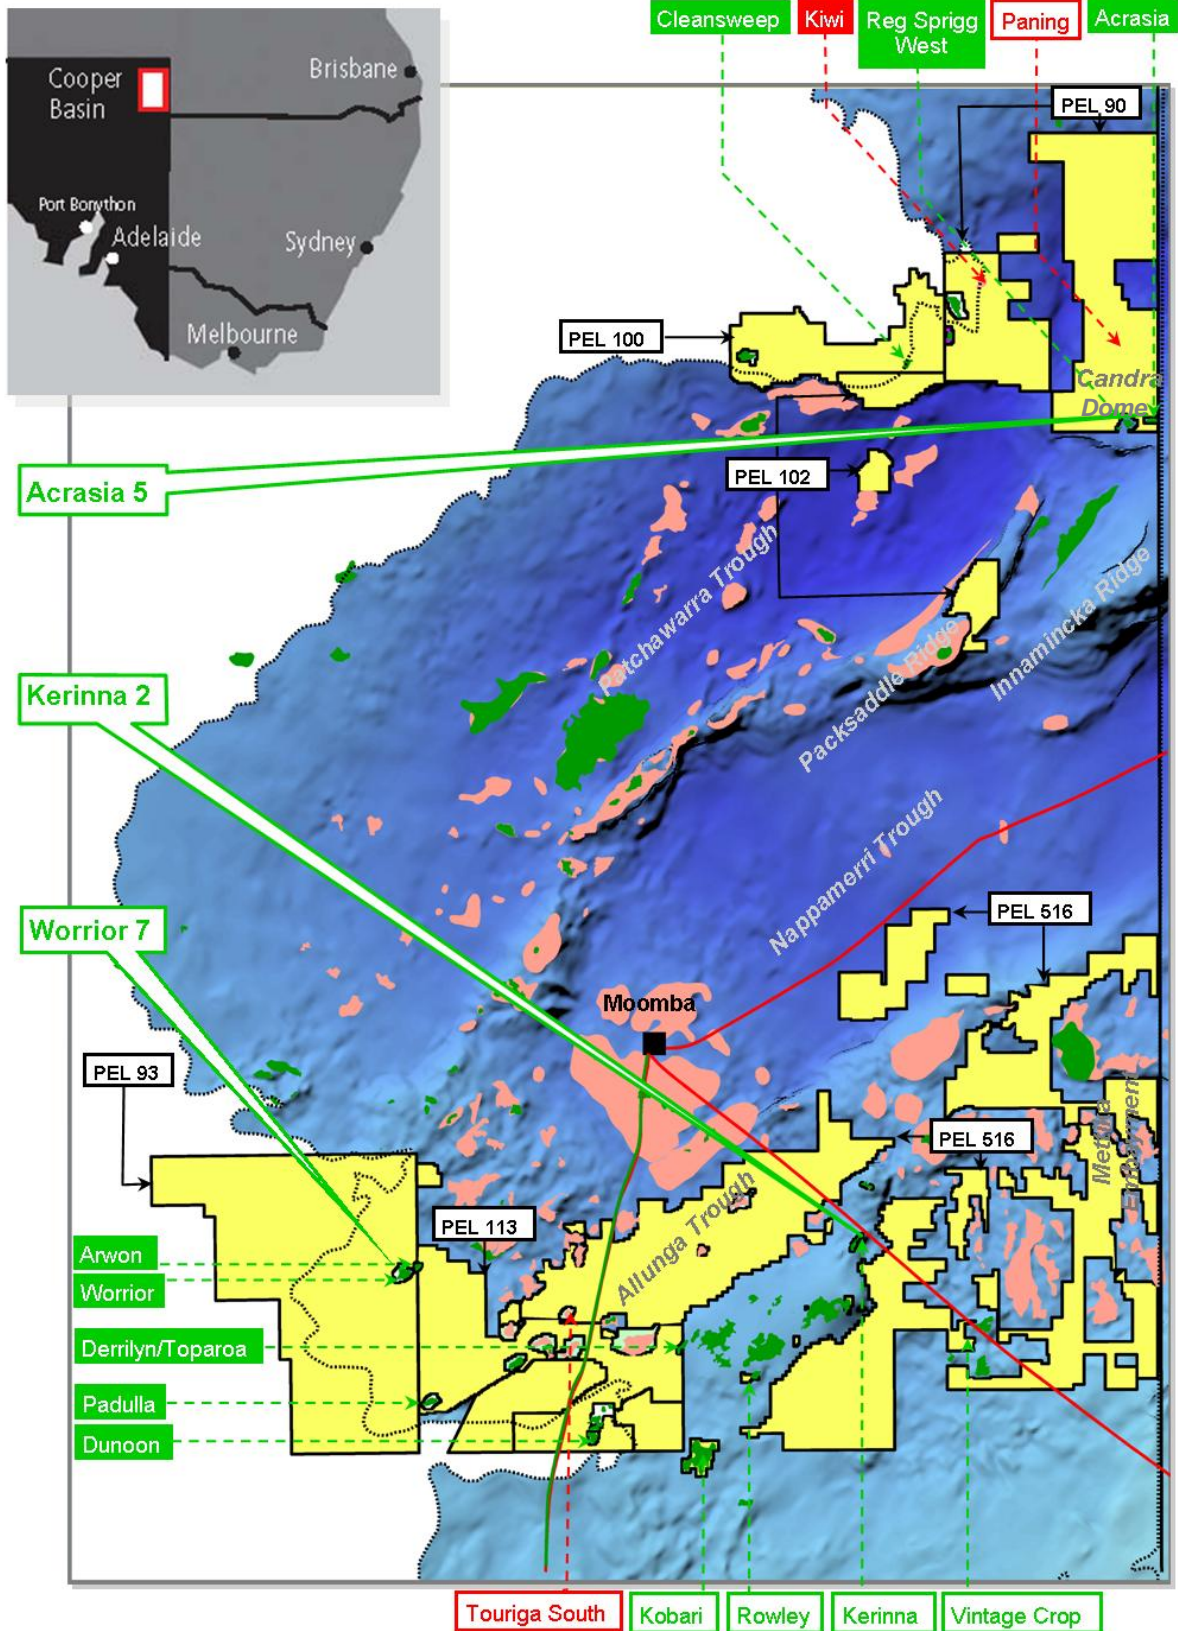 Cleansweep
Kiwi
Reg Sprigg
West
Paning
Acrasia
Cooper
Basin
Brisbane
Port Bonython
Adelaide
Sydney
Melbourne
PEL 90
PEL 100
Candra
Dome
PEL 102
Acrasia 5
Patchawarra Trough
Packsaddle Ridge
Innamincka Ridge
Kerinna 2
Nappamerri Trough
Worrior 7
PEL 516
Moomba
PEL 93
PEL 516
Embaymen
PEL 113
Allunga Trough
Arwon
Worrior
Derrilyn/Toparoa
Padulla
Dunoon
Touriga South
Kobari
Rowley
Kerinna
Vintage Crop